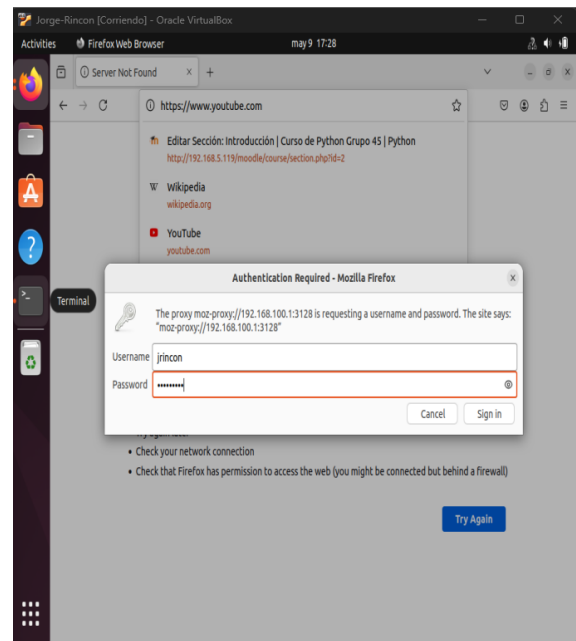 Jorge-Rincon [Corriendo] - Oracle VirtualBox
Activities Firefox Web Browser may 9 17:28
Server Not Found
https://www.youtube.com
Editar Sección: Introducción | Curso de Python Grupo 45 | Python
http://192.168.5.119/moodle/course/section.php?id=2
Wikipedia
wikipedia.org
YouTube
youtube.com
Authentication Required - Mozilla Firefox
Terminal
The proxy moz-proxy://192.168.100.1:3128 is requesting a username and password. The site says:
"moz-proxy://192.168.100.1:3128"
Username jrincon
Password •••••••••
Cancel Sign in
Check your network connection
Check that Firefox has permission to access the web (you might be connected but behind a firewall)
Try Again